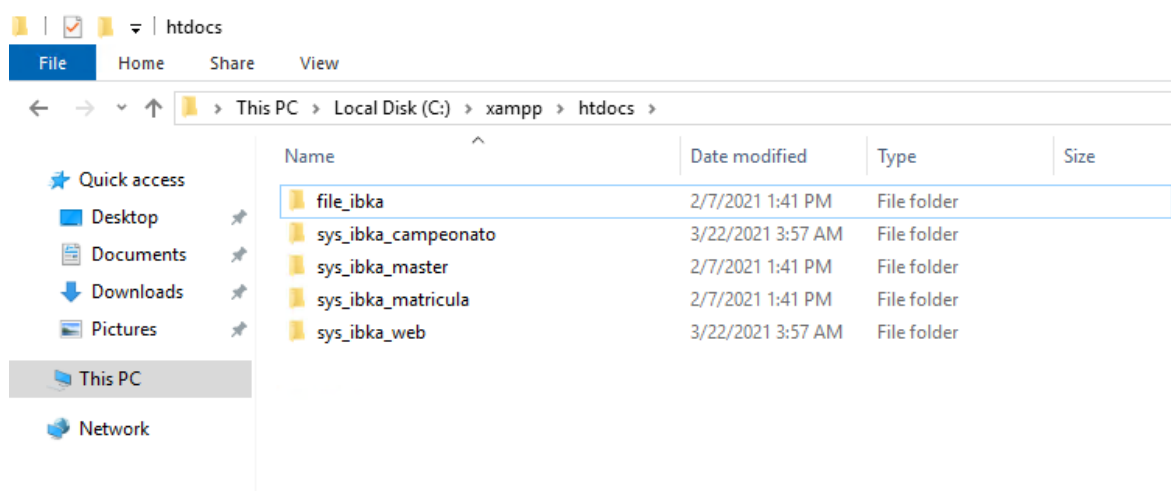 htdocs
File Home Share View
This PC > Local Disk (C:) > xampp > htdocs >
Name Date modified Type Size
Quick access
Desktop
Documents
Downloads
Pictures
This PC
Network
file_ibka 2/7/2021 1:41 PM File folder
sys_ibka_campeonato 3/22/2021 3:57 AM File folder
sys_ibka_master 2/7/2021 1:41 PM File folder
sys_ibka_matricula 2/7/2021 1:41 PM File folder
sys_ibka_web 3/22/2021 3:57 AM File folder